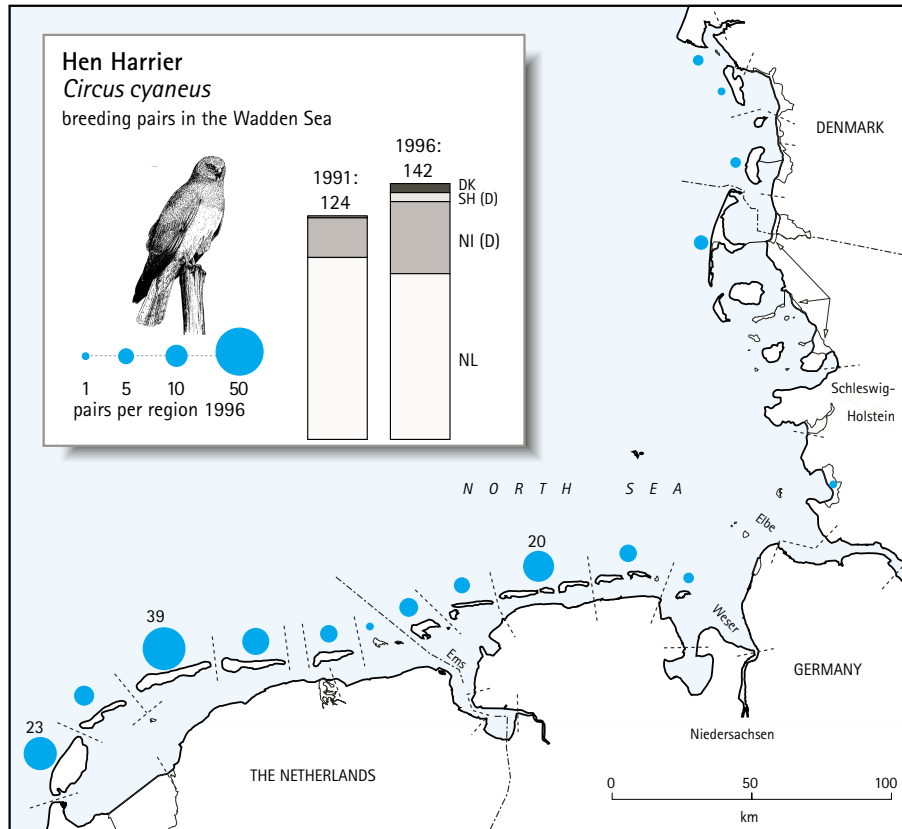 Hen Harrier
Circus cyaneus
breeding pairs in the Wadden Sea
1991:
124
1996:
142
DK
SH (D)
NI (D)
NL
1 5 10 50
pairs per region 1996
DENMARK
Schleswig-
Holstein
NORTH SEA
Elbe
20
39
Weser
Ems
GERMANY
23
Niedersachsen
THE NETHERLANDS
0 50 100
km